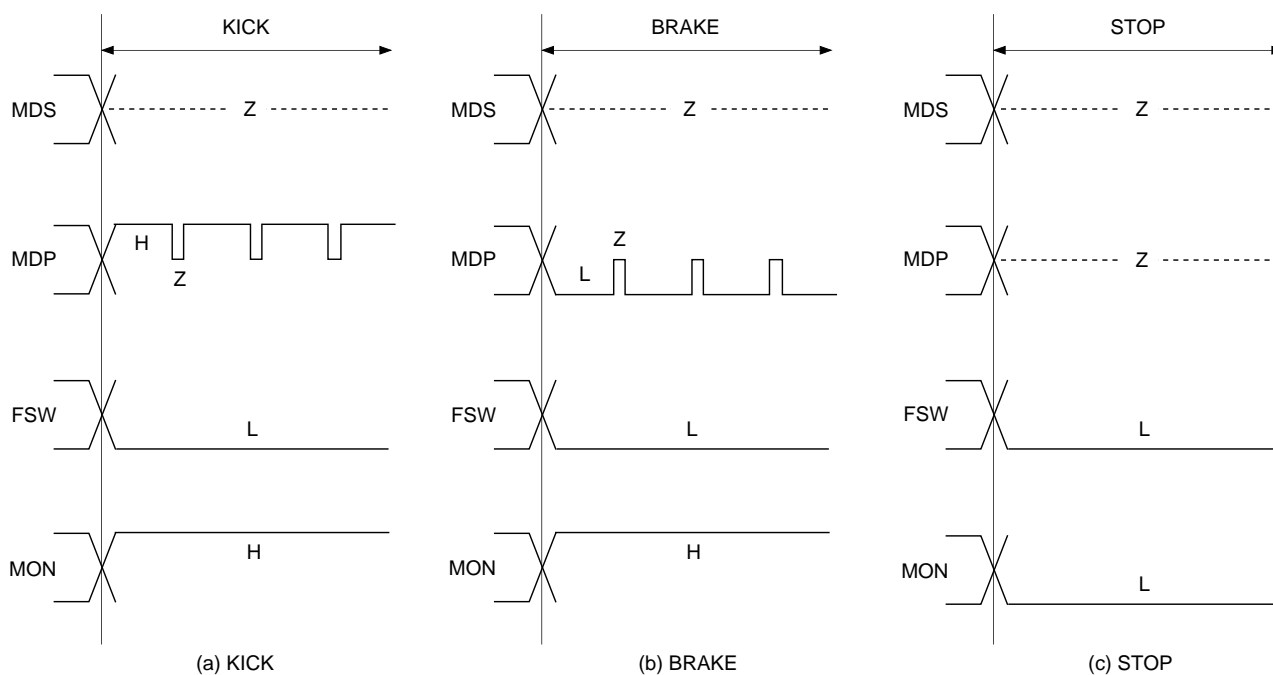 KICK
MDS
Z
MDP
H
Z
FSW
L
MON
H
(a) KICK
BRAKE
MDS
Z
MDP
Z
L
FSW
L
MON
H
(b) BRAKE
STOP
MDS
Z
MDP
Z
FSW
L
MON
L
(c) STOP